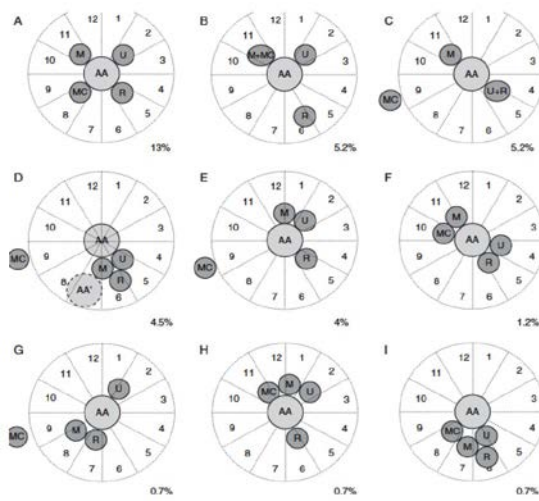 A
12 1
11 2
M U
10 AA 3
9 MC R 4
8 5
7 6
13%
B
12 1
11 2
M+MC U
10 AA 3
9 4
8 R 5
7 6
5.2%
C
12 1
11 2
M
10 AA 3
MC 9 U+R 4
8 5
7 6
5.2%
D
12 1
11 2
10 AA 3
MC 9 M U 4
8 AA' R 5
7 6
4.5%
E
12 1
11 2
M U
10 AA 3
MC 9 R 4
8 5
7 6
4%
F
12 1
11 2
M
10 MC AA U 3
9 R 4
8 5
7 6
1.2%
G
12 1
11 U 2
10 AA 3
MC 9 M R 4
8 5
7 6
0.7%
H
12 1
11 2
MC M U
10 AA 3
9 R 4
8 5
7 6
0.7%
I
12 1
11 2
10 AA 3
9 MC U 4
8 M R 5
7 6
0.7%